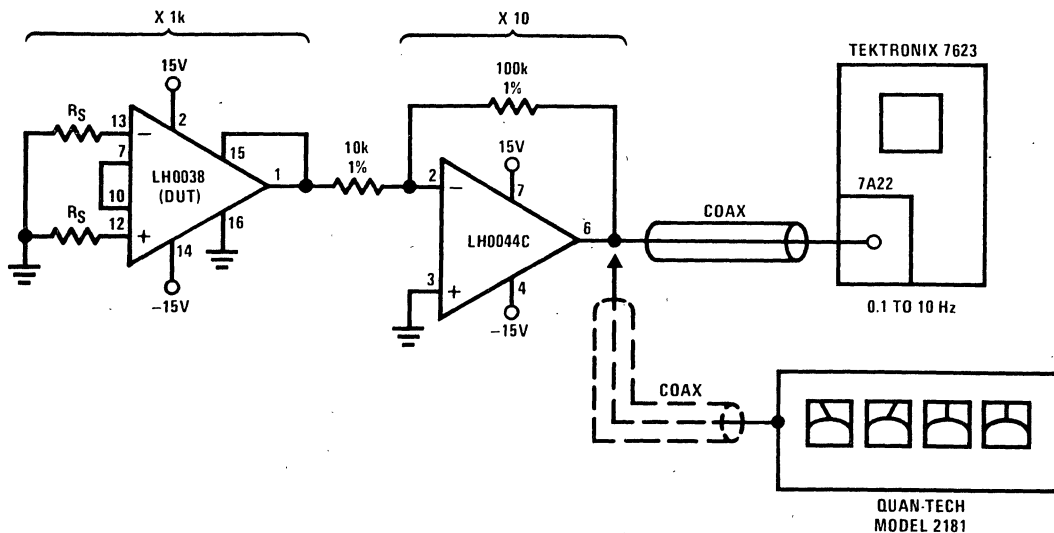 X 1k
X 10
TEKTRONIX 7623
15V
100k
1%
RS
13
−
2
7
15
LH0038
(DUT)
1
10
RS
12
+
16
14
−15V
10k
1%
15V
2
−
7
LH0044C
6
3
+
4
−15V
COAX
7A22
0.1 TO 10 Hz
COAX
QUAN-TECH
MODEL 2181